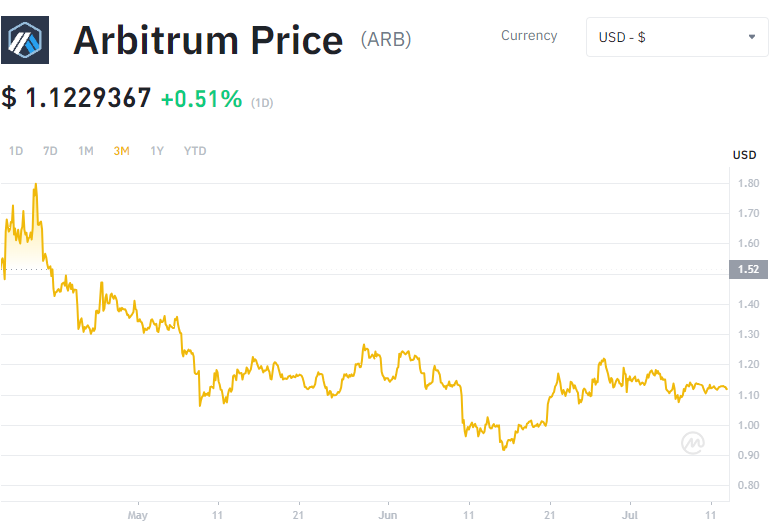 Arbitrum Price (ARB) Currency USD - $
$ 1.1229367 +0.51% (1D)
1D 7D 1M 3M 1Y YTD
USD
1.80
1.70
1.60
1.52
1.40
1.30
1.20
1.10
1.00
0.90
0.80
May 11 21 Jun 11 21 Jul 11